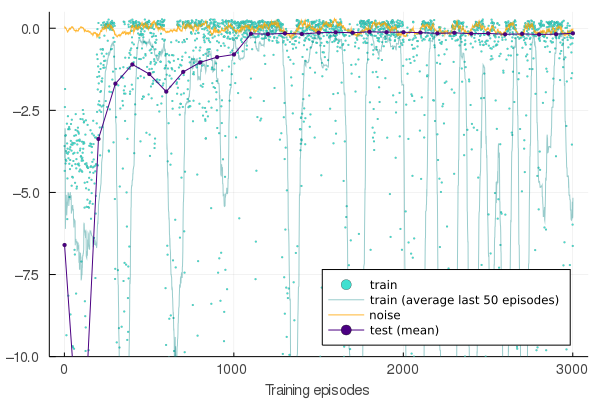 0.0
−2.5
−5.0
−7.5
−10.0
0
1000
2000
3000
Training episodes
train
train (average last 50 episodes)
noise
test (mean)